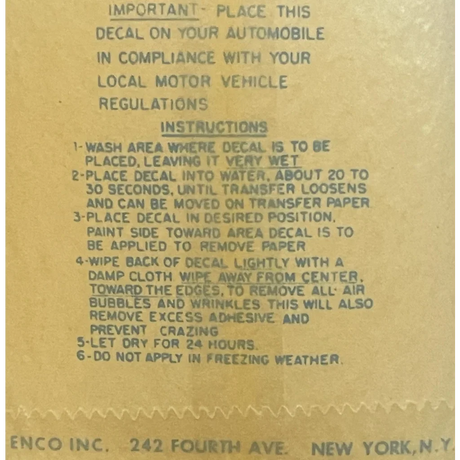 IMPORTANT- PLACE THIS
DECAL ON YOUR AUTOMOBILE
IN COMPLIANCE WITH YOUR
LOCAL MOTOR VEHICLE
REGULATIONS
INSTRUCTIONS
1-WASH AREA WHERE DECAL IS TO BE
PLACED, LEAVING IT VERY WET
2-PLACE DECAL INTO WATER, ABOUT 20 TO
30 SECONDS, UNTIL TRANSFER LOOSENS
AND CAN BE MOVED ON TRANSFER PAPER
3-PLACE DECAL IN DESIRED POSITION,
PAINT SIDE TOWARD AREA DECAL IS TO
BE APPLIED TO REMOVE PAPER
4-WIPE BACK OF DECAL LIGHTLY WITH A
DAMP CLOTH WIPE AWAY FROM CENTER,
TOWARD THE EDGES, TO REMOVE ALL AIR
BUBBLES AND WRINKLES THIS WILL ALSO
REMOVE EXCESS ADHESIVE AND
PREVENT CRAZING
5-LET DRY FOR 24 HOURS.
6-DO NOT APPLY IN FREEZING WEATHER.
ENCO INC. 242 FOURTH AVE. NEW YORK, N.Y.